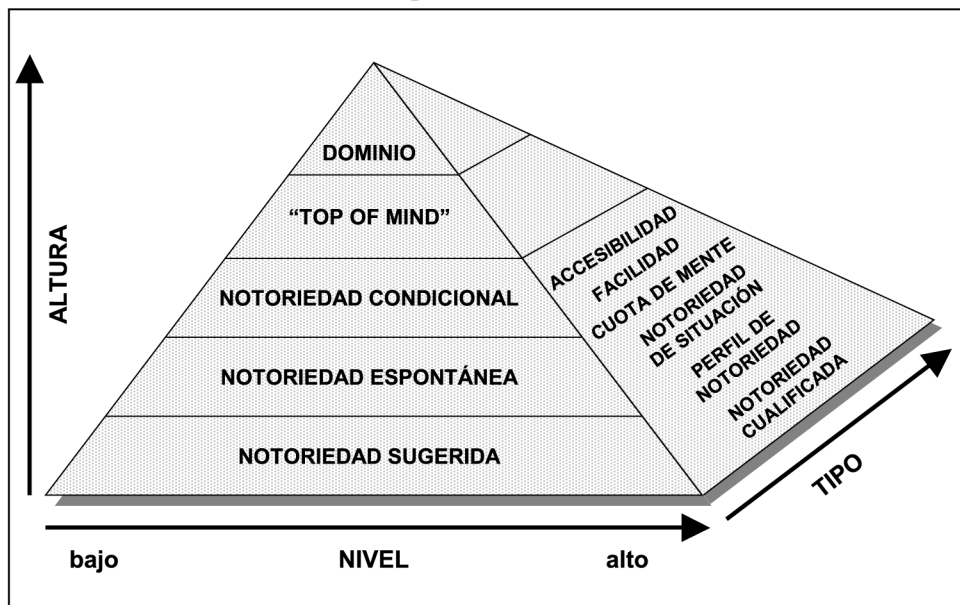 ALTURA
DOMINIO
“TOP OF MIND”
NOTORIEDAD CONDICIONAL
NOTORIEDAD ESPONTÁNEA
NOTORIEDAD SUGERIDA
ACCESIBILIDAD
FACILIDAD
CUOTA DE MENTE
NOTORIEDAD
DE SITUACIÓN
PERFIL DE
NOTORIEDAD
NOTORIEDAD
CUALIFICADA
TIPO
bajo NIVEL alto